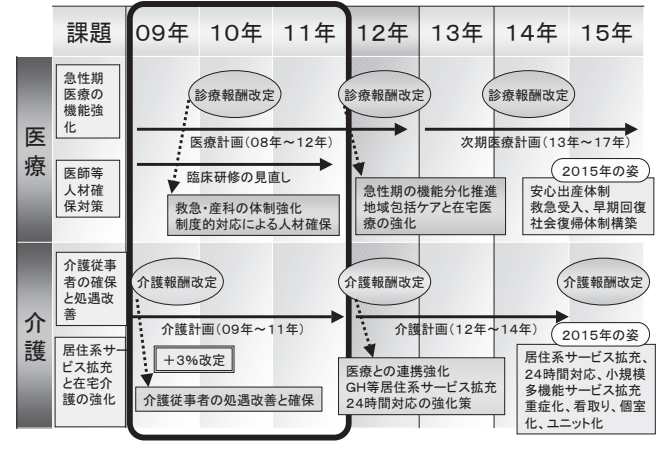 課題
09年
10年
11年
12年
13年
14年
15年
医療
急性期
医療の
機能強
化
診療報酬改定
診療報酬改定
診療報酬改定
医療計画(08年～12年)
次期医療計画(13年～17年)
医師等
人材確
保対策
臨床研修の見直し
救急・産科の体制強化
制度的対応による人材確保
急性期の機能分化推進
地域包括ケアと在宅医
療の強化
2015年の姿
安心出産体制
救急受入、早期回復
社会復帰体制構築
介護
介護従事
者の確保
と処遇改
善
介護報酬改定
介護報酬改定
介護報酬改定
介護計画(09年～11年)
介護計画(12年～14年)
居住系サー
ビス拡充
と在宅介
護の強化
＋3%改定
介護従事者の処遇改善と確保
医療との連携強化
GH等居住系サービス拡充
24時間対応の強化策
2015年の姿
居住系サービス拡充、
24時間対応、小規模
多機能サービス拡充
重症化、看取り、個室
化、ユニット化